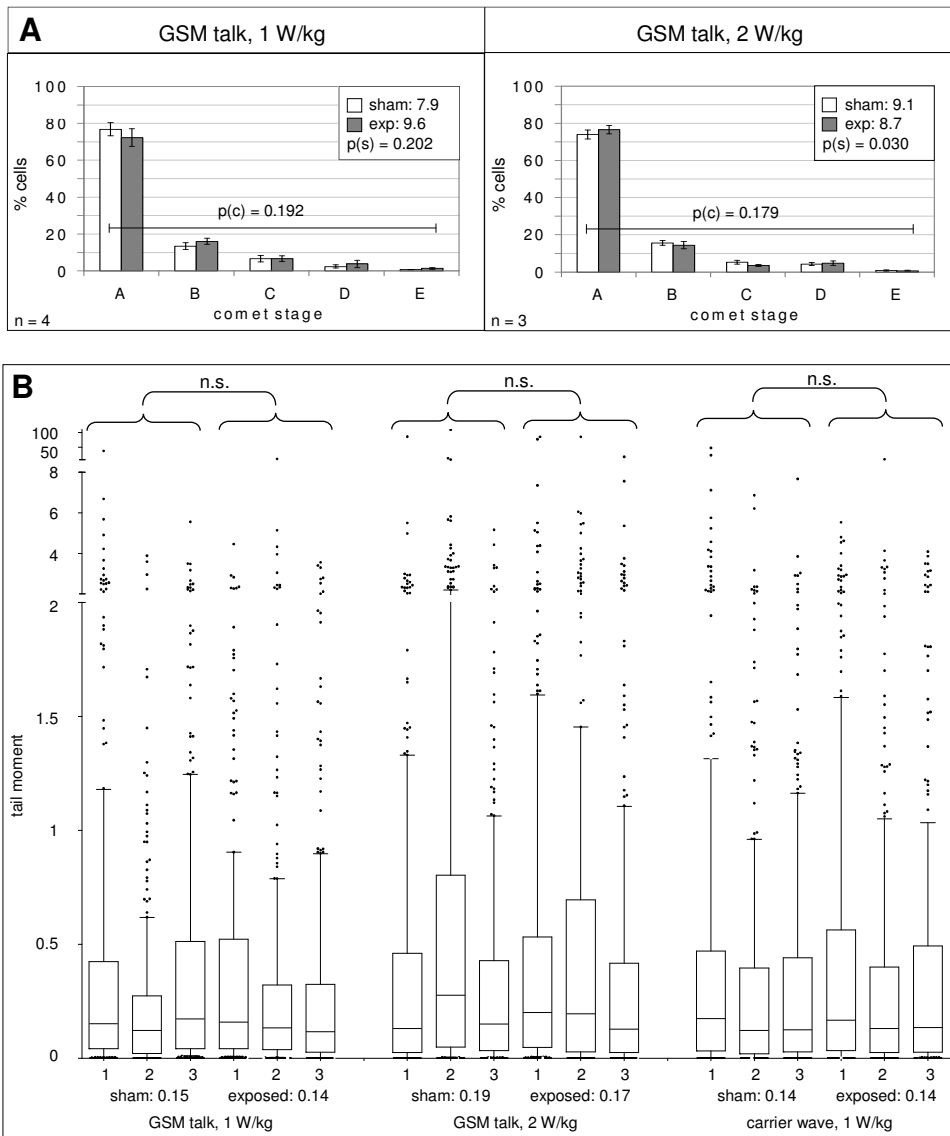 A
GSM talk, 1 W/kg
GSM talk, 2 W/kg
100
80
60
40
20
0
% cells
sham: 7.9
exp: 9.6
p(s) = 0.202
p(c) = 0.192
A B C D E
comet stage
n = 4
100
80
60
40
20
0
% cells
sham: 9.1
exp: 8.7
p(s) = 0.030
p(c) = 0.179
A B C D E
comet stage
n = 3
B
n.s. n.s. n.s.
100
50
8
6
4
2
1.5
1
0.5
0
tail moment
1 2 3 1 2 3 1 2 3 1 2 3 1 2 3 1 2 3
sham: 0.15 exposed: 0.14 sham: 0.19 exposed: 0.17 sham: 0.14 exposed: 0.14
GSM talk, 1 W/kg GSM talk, 2 W/kg carrier wave, 1 W/kg